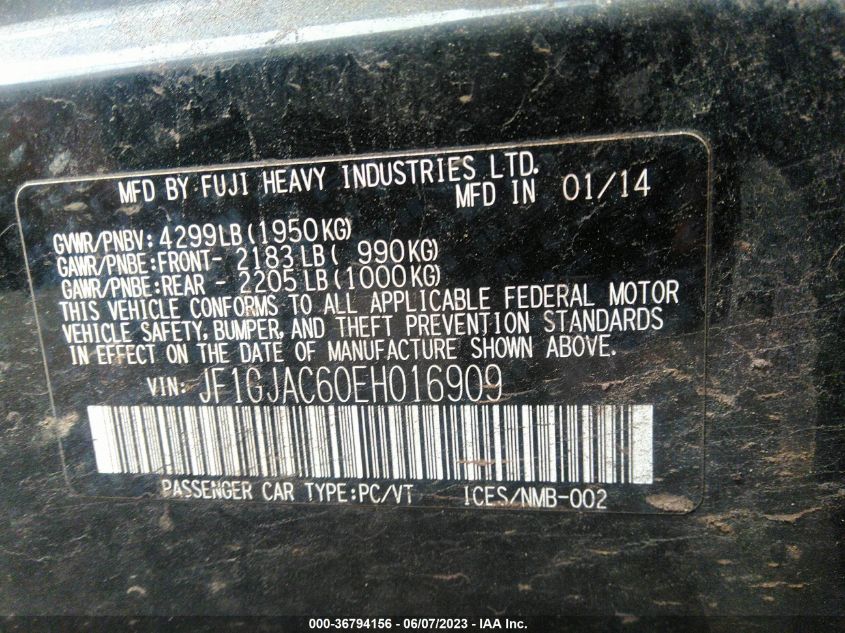 MFD BY FUJI HEAVY INDUSTRIES LTD.
MFD IN 01/14
GVWR/PNBV: 4299LB(1950KG)
GAWR/PNBE:FRONT- 2183LB( 990KG)
GAWR/PNBE:REAR - 2205LB(1000KG)
THIS VEHICLE CONFORMS TO ALL APPLICABLE FEDERAL MOTOR
VEHICLE SAFETY, BUMPER, AND THEFT PREVENTION STANDARDS
IN EFFECT ON THE DATE OF MANUFACTURE SHOWN ABOVE.
VIN: JF1GJAC60EH016909
PASSENGER CAR TYPE:PC/VT ICES/NMB-002
000-36794156 - 06/07/2023 - IAA Inc.